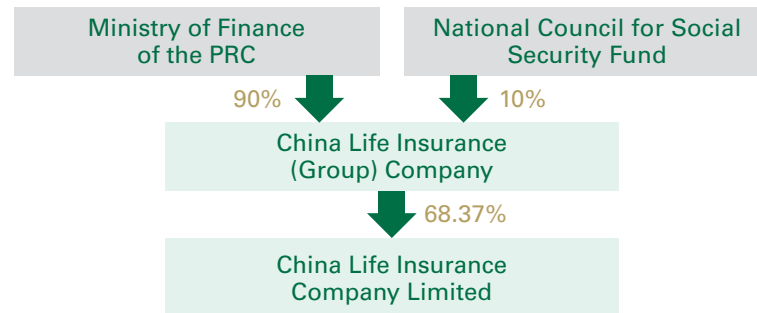 Ministry of Finance
of the PRC
National Council for Social
Security Fund
90%
10%
China Life Insurance
(Group) Company
68.37%
China Life Insurance
Company Limited